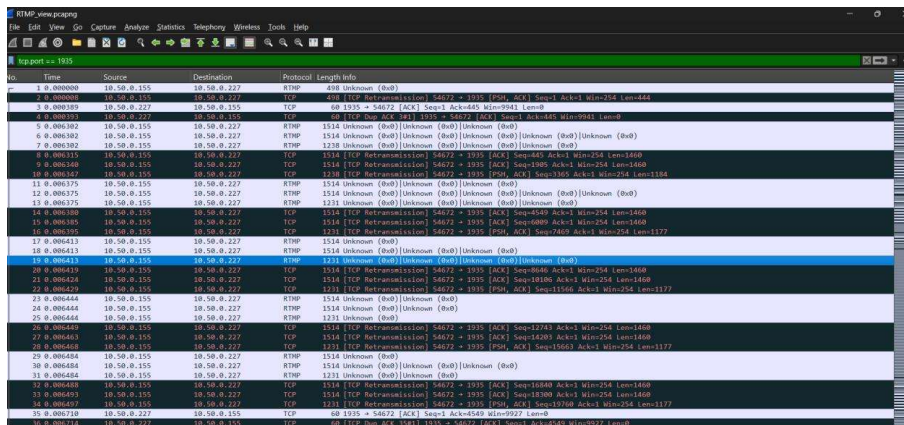 RTMP_view.pcapng
File Edit View Go Capture Analyze Statistics Telephony Wireless Tools Help
tcp.port == 1935
No. Time Source Destination Protocol Length Info
1 0.000000 10.50.0.155 10.50.0.227 RTMP 498 Unknown (0x0)
2 0.000008 10.50.0.155 10.50.0.227 TCP 498 [TCP Retransmission] 54672 → 1935 [PSH, ACK] Seq=1 Ack=1 Win=254 Len=444
3 0.000389 10.50.0.227 10.50.0.155 TCP 60 1935 → 54672 [ACK] Seq=1 Ack=445 Win=9941 Len=0
4 0.000393 10.50.0.227 10.50.0.155 TCP 60 [TCP Dup ACK 3#1] 1935 → 54672 [ACK] Seq=1 Ack=445 Win=9941 Len=0
5 0.006302 10.50.0.155 10.50.0.227 RTMP 1514 Unknown (0x0)|Unknown (0x0)|Unknown (0x0)
6 0.006302 10.50.0.155 10.50.0.227 RTMP 1514 Unknown (0x0)|Unknown (0x0)|Unknown (0x0)|Unknown (0x0)|Unknown (0x0)
7 0.006302 10.50.0.155 10.50.0.227 RTMP 1238 Unknown (0x0)|Unknown (0x0)|Unknown (0x0)
8 0.006315 10.50.0.155 10.50.0.227 TCP 1514 [TCP Retransmission] 54672 → 1935 [ACK] Seq=445 Ack=1 Win=254 Len=1460
9 0.006340 10.50.0.155 10.50.0.227 TCP 1514 [TCP Retransmission] 54672 → 1935 [ACK] Seq=1905 Ack=1 Win=254 Len=1460
10 0.006347 10.50.0.155 10.50.0.227 TCP 1238 [TCP Retransmission] 54672 → 1935 [PSH, ACK] Seq=3365 Ack=1 Win=254 Len=1184
11 0.006375 10.50.0.155 10.50.0.227 RTMP 1514 Unknown (0x0)|Unknown (0x0)
12 0.006375 10.50.0.155 10.50.0.227 RTMP 1514 Unknown (0x0)|Unknown (0x0)|Unknown (0x0)|Unknown (0x0)|Unknown (0x0)
13 0.006375 10.50.0.155 10.50.0.227 RTMP 1231 Unknown (0x0)|Unknown (0x0)|Unknown (0x0)
14 0.006380 10.50.0.155 10.50.0.227 TCP 1514 [TCP Retransmission] 54672 → 1935 [ACK] Seq=4549 Ack=1 Win=254 Len=1460
15 0.006385 10.50.0.155 10.50.0.227 TCP 1514 [TCP Retransmission] 54672 → 1935 [ACK] Seq=6009 Ack=1 Win=254 Len=1460
16 0.006395 10.50.0.155 10.50.0.227 TCP 1231 [TCP Retransmission] 54672 → 1935 [PSH, ACK] Seq=7469 Ack=1 Win=254 Len=1177
17 0.006413 10.50.0.155 10.50.0.227 RTMP 1514 Unknown (0x0)
18 0.006413 10.50.0.155 10.50.0.227 RTMP 1514 Unknown (0x0)|Unknown (0x0)|Unknown (0x0)
19 0.006413 10.50.0.155 10.50.0.227 RTMP 1231 Unknown (0x0)|Unknown (0x0)|Unknown (0x0)|Unknown (0x0)
20 0.006419 10.50.0.155 10.50.0.227 TCP 1514 [TCP Retransmission] 54672 → 1935 [ACK] Seq=8646 Ack=1 Win=254 Len=1460
21 0.006424 10.50.0.155 10.50.0.227 TCP 1514 [TCP Retransmission] 54672 → 1935 [ACK] Seq=10106 Ack=1 Win=254 Len=1460
22 0.006429 10.50.0.155 10.50.0.227 TCP 1231 [TCP Retransmission] 54672 → 1935 [PSH, ACK] Seq=11566 Ack=1 Win=254 Len=1177
23 0.006444 10.50.0.155 10.50.0.227 RTMP 1514 Unknown (0x0)|Unknown (0x0)
24 0.006444 10.50.0.155 10.50.0.227 RTMP 1514 Unknown (0x0)|Unknown (0x0)
25 0.006444 10.50.0.155 10.50.0.227 RTMP 1231 Unknown (0x0)
26 0.006449 10.50.0.155 10.50.0.227 TCP 1514 [TCP Retransmission] 54672 → 1935 [ACK] Seq=12743 Ack=1 Win=254 Len=1460
27 0.006463 10.50.0.155 10.50.0.227 TCP 1514 [TCP Retransmission] 54672 → 1935 [ACK] Seq=14203 Ack=1 Win=254 Len=1460
28 0.006468 10.50.0.155 10.50.0.227 TCP 1231 [TCP Retransmission] 54672 → 1935 [PSH, ACK] Seq=15663 Ack=1 Win=254 Len=1177
29 0.006484 10.50.0.155 10.50.0.227 RTMP 1514 Unknown (0x0)
30 0.006484 10.50.0.155 10.50.0.227 RTMP 1514 Unknown (0x0)|Unknown (0x0)
31 0.006484 10.50.0.155 10.50.0.227 RTMP 1231 Unknown (0x0)|Unknown (0x0)
32 0.006488 10.50.0.155 10.50.0.227 TCP 1514 [TCP Retransmission] 54672 → 1935 [ACK] Seq=16840 Ack=1 Win=254 Len=1460
33 0.006493 10.50.0.155 10.50.0.227 TCP 1514 [TCP Retransmission] 54672 → 1935 [ACK] Seq=18300 Ack=1 Win=254 Len=1460
34 0.006497 10.50.0.155 10.50.0.227 TCP 1231 [TCP Retransmission] 54672 → 1935 [PSH, ACK] Seq=19760 Ack=1 Win=254 Len=1177
35 0.006710 10.50.0.227 10.50.0.155 TCP 60 1935 → 54672 [ACK] Seq=1 Ack=4549 Win=9927 Len=0
36 0.006714 10.50.0.227 10.50.0.155 TCP 60 [TCP Dup ACK 35#1] 1935 → 54672 [ACK] Seq=1 Ack=4549 Win=9927 Len=0